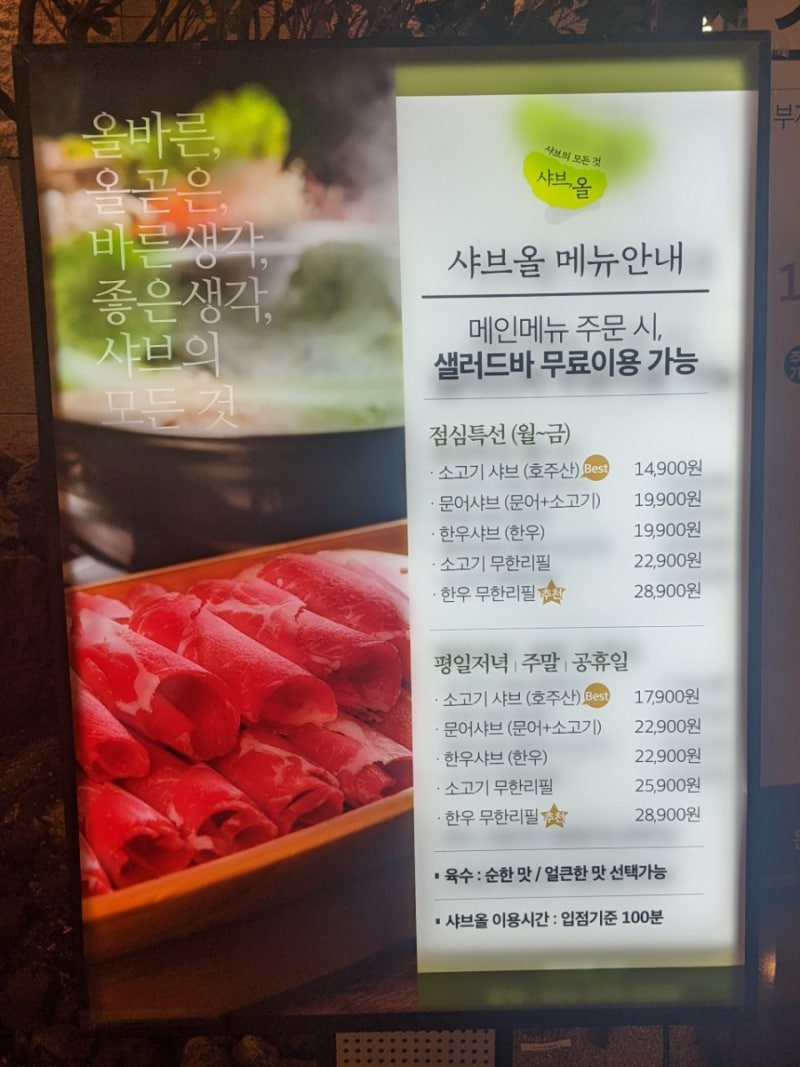 올바른,
올곧은,
바른생각,
좋은생각,
샤브의
모든 것
샤브의 모든 것
샤브,올
샤브올 메뉴안내
메인메뉴 주문 시,
샐러드바 무료이용 가능
점심특선 (월~금)
· 소고기 샤브 (호주산) Best 14,900원
· 문어샤브 (문어+소고기) 19,900원
· 한우샤브 (한우) 19,900원
· 소고기 무한리필 22,900원
· 한우 무한리필 추천 28,900원
평일저녁 | 주말 | 공휴일
· 소고기 샤브 (호주산) Best 17,900원
· 문어샤브 (문어+소고기) 22,900원
· 한우샤브 (한우) 22,900원
· 소고기 무한리필 25,900원
· 한우 무한리필 추천 28,900원
▪ 육수 : 순한 맛 / 얼큰한 맛 선택가능
▪ 샤브올 이용시간 : 입점기준 100분